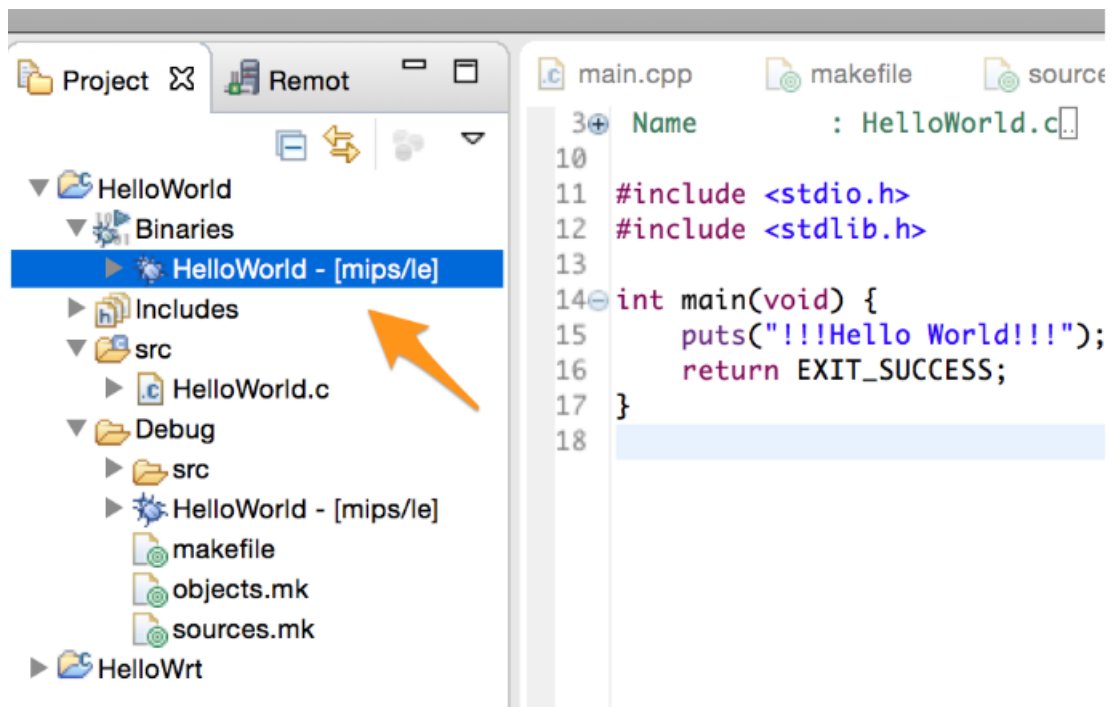 Project
Remot
HelloWorld
Binaries
HelloWorld - [mips/le]
Includes
src
HelloWorld.c
Debug
src
HelloWorld - [mips/le]
makefile
objects.mk
sources.mk
HelloWrt
main.cpp makefile source
3 Name : HelloWorld.c..
10
11 #include <stdio.h>
12 #include <stdlib.h>
13
14 int main(void) {
15 puts("!!!Hello World!!!");
16 return EXIT_SUCCESS;
17 }
18